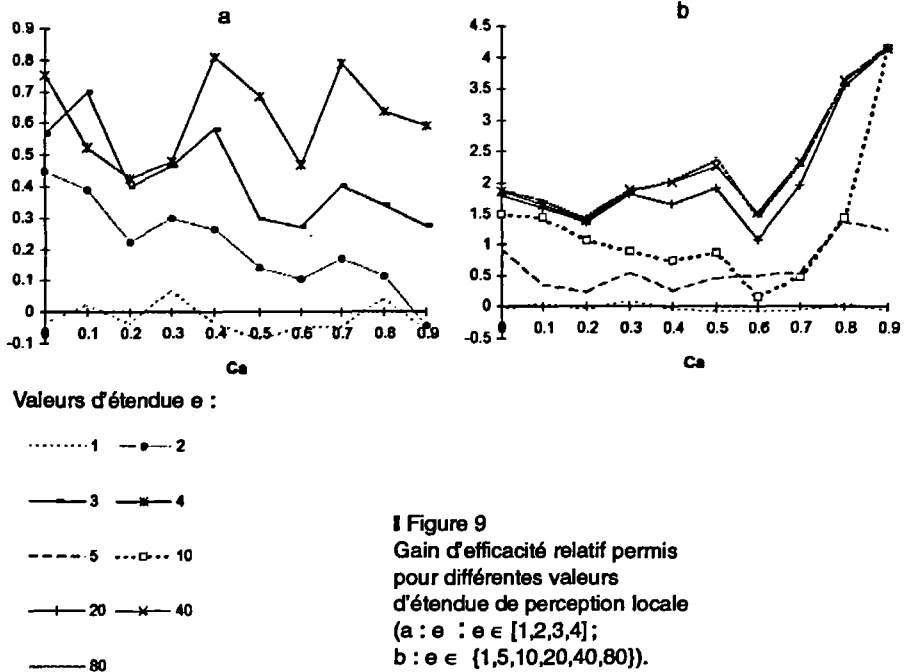 a
b
0.9
0.8
0.7
0.6
0.5
0.4
0.3
0.2
0.1
0
-0.1
0 0.1 0.2 0.3 0.4 0.5 0.6 0.7 0.8 0.9
Ca
4.5
4
3.5
3
2.5
2
1.5
1
0.5
0
-0.5
0 0.1 0.2 0.3 0.4 0.5 0.6 0.7 0.8 0.9
Ca
Valeurs d'étendue e :
1 2
3 4
5 10
20 40
80
Figure 9
Gain d'efficacité relatif permis
pour différentes valeurs
d'étendue de perception locale
(a : e : e ∈ [1,2,3,4] ;
b : e ∈ {1,5,10,20,40,80}).